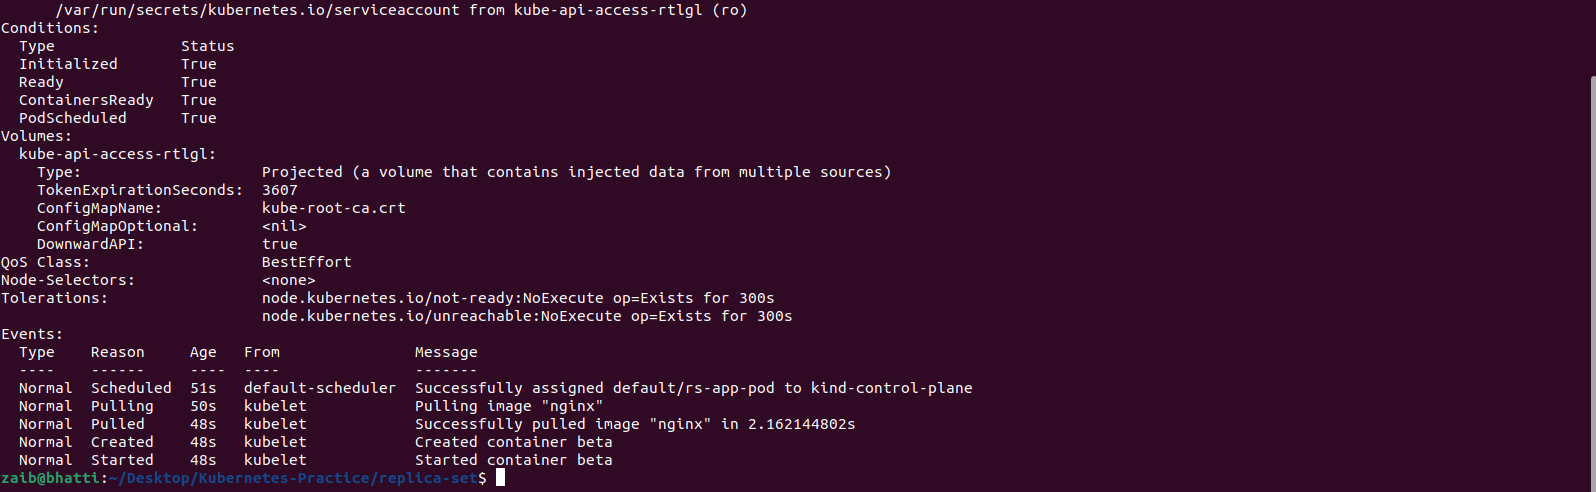 /var/run/secrets/kubernetes.io/serviceaccount from kube-api-access-rtlgl (ro)
Conditions:
  Type              Status
  Initialized       True
  Ready             True
  ContainersReady   True
  PodScheduled      True
Volumes:
  kube-api-access-rtlgl:
    Type:                    Projected (a volume that contains injected data from multiple sources)
    TokenExpirationSeconds:  3607
    ConfigMapName:           kube-root-ca.crt
    ConfigMapOptional:       <nil>
    DownwardAPI:             true
QoS Class:                   BestEffort
Node-Selectors:              <none>
Tolerations:                 node.kubernetes.io/not-ready:NoExecute op=Exists for 300s
                             node.kubernetes.io/unreachable:NoExecute op=Exists for 300s
Events:
  Type    Reason     Age   From               Message
  ----    ------     ----  ----               -------
  Normal  Scheduled  51s   default-scheduler  Successfully assigned default/rs-app-pod to kind-control-plane
  Normal  Pulling    50s   kubelet            Pulling image "nginx"
  Normal  Pulled     48s   kubelet            Successfully pulled image "nginx" in 2.162144802s
  Normal  Created    48s   kubelet            Created container beta
  Normal  Started    48s   kubelet            Started container beta
zaib@bhatti:~/Desktop/Kubernetes-Practice/replica-set$